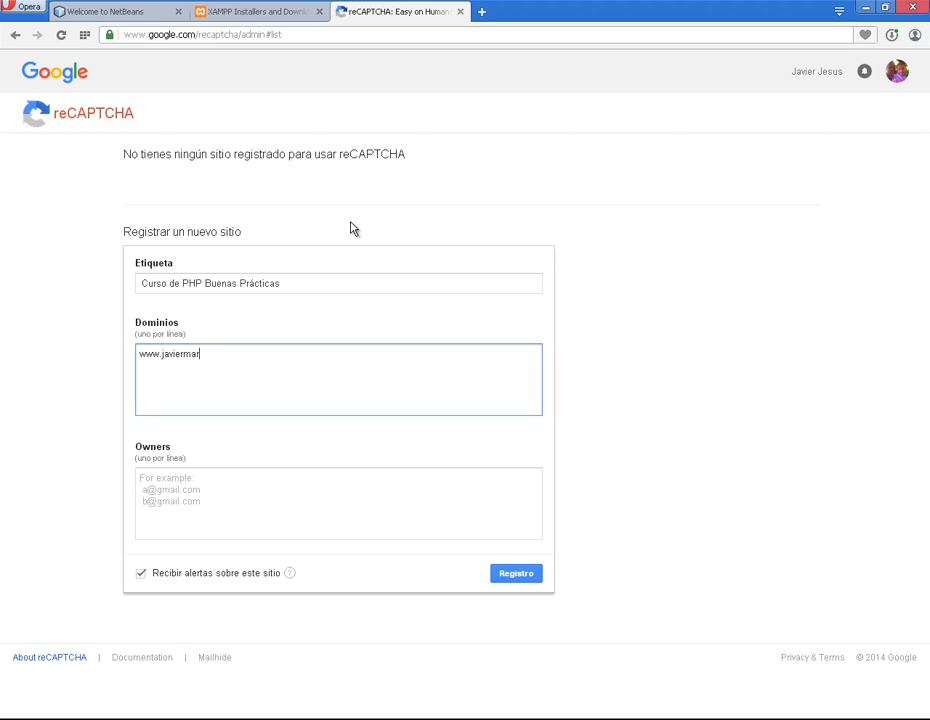 Opera
Welcome to NetBeans
XAMPP Installers and Downl
reCAPTCHA: Easy on Human
www.google.com/recaptcha/admin#list
Google
Javier Jesus
reCAPTCHA
No tienes ningún sitio registrado para usar reCAPTCHA
Registrar un nuevo sitio
Etiqueta
Curso de PHP Buenas Prácticas
Dominios
(uno por línea)
www.javiermar
Owners
(uno por línea)
For example:
a@gmail.com
b@gmail.com
Recibir alertas sobre este sitio ?
Registro
About reCAPTCHA | Documentation | Mailhide
Privacy & Terms © 2014 Google